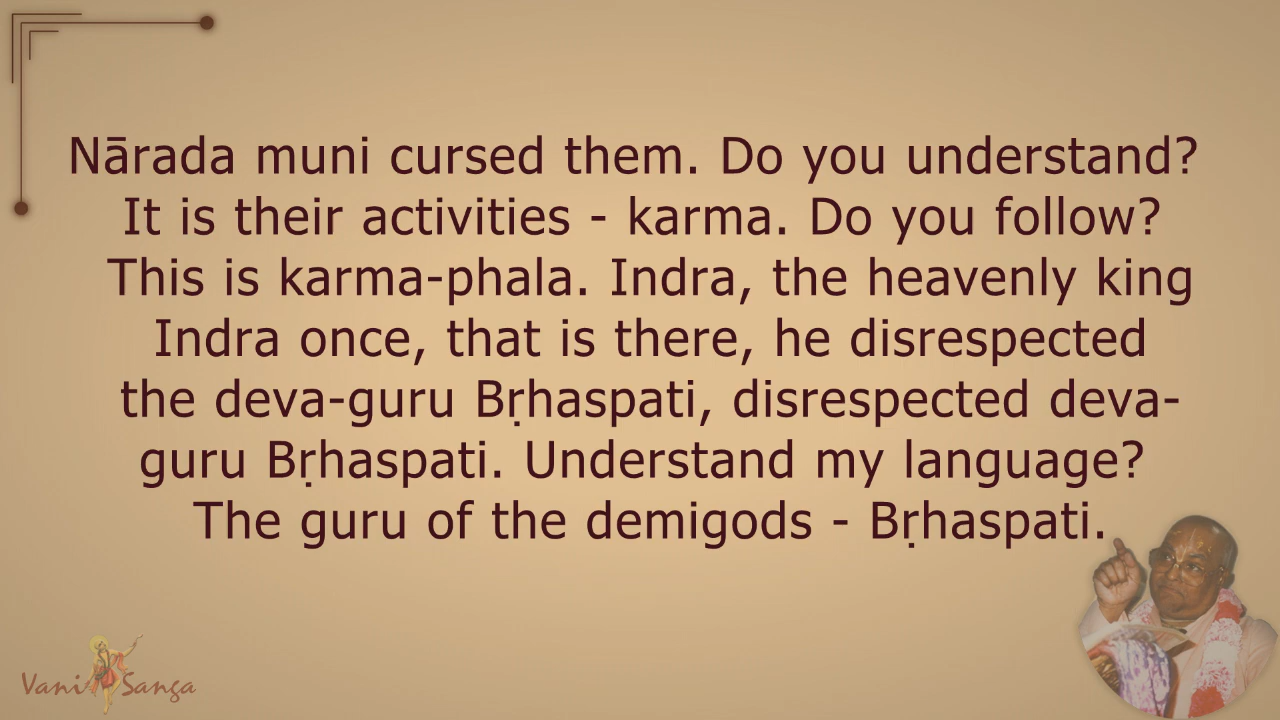 Nārada muni cursed them. Do you understand?
It is their activities - karma. Do you follow?
This is karma-phala. Indra, the heavenly king
Indra once, that is there, he disrespected
the deva-guru Bṛhaspati, disrespected deva-
guru Bṛhaspati. Understand my language?
The guru of the demigods - Bṛhaspati.
Vani Sanga